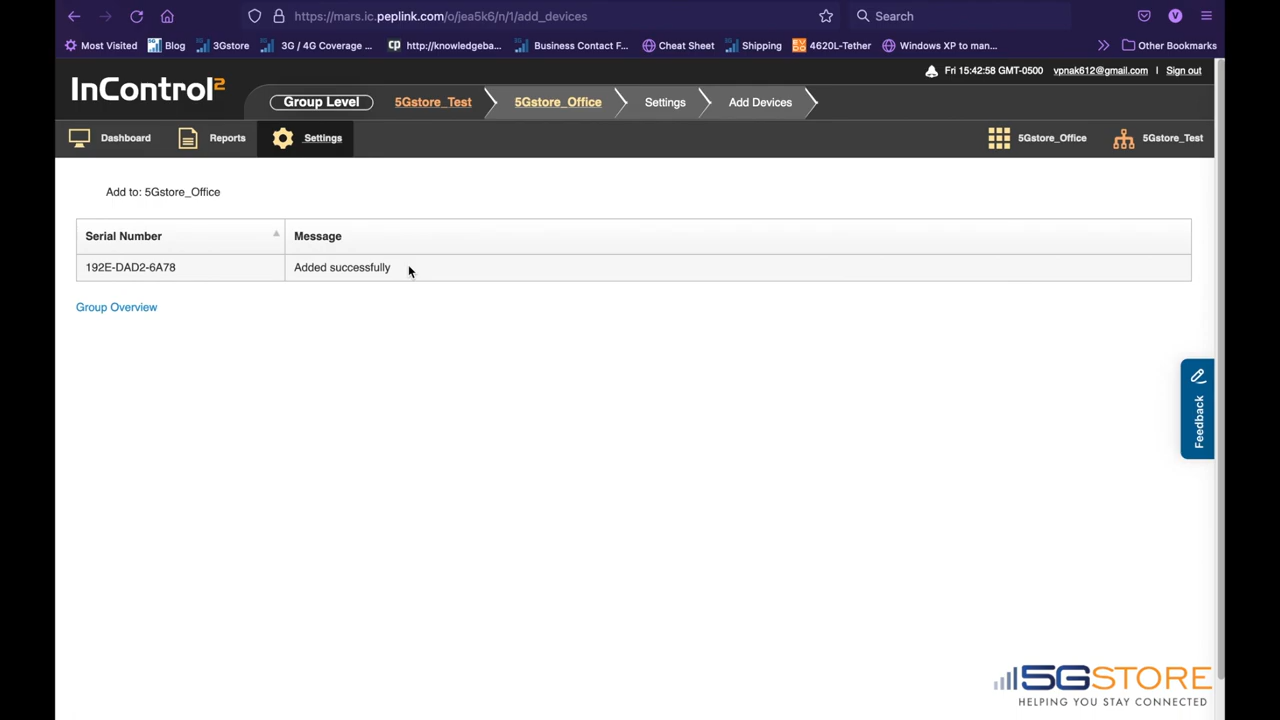 https://mars.ic.peplink.com/o/jea5k6/n/1/add_devices
Search
V
Most Visited
Blog
3Gstore
3G / 4G Coverage ...
cp http://knowledgeba...
Business Contact F...
Cheat Sheet
Shipping
4620L-Tether
Windows XP to man...
Other Bookmarks
InControl2
Fri 15:42:58 GMT-0500 vpnak612@gmail.com | Sign out
Group Level 5Gstore_Test 5Gstore_Office Settings Add Devices
Dashboard Reports Settings 5Gstore_Office 5Gstore_Test
Add to: 5Gstore_Office
Serial Number Message
192E-DAD2-6A78 Added successfully
Group Overview
Feedback
5GSTORE
HELPING YOU STAY CONNECTED